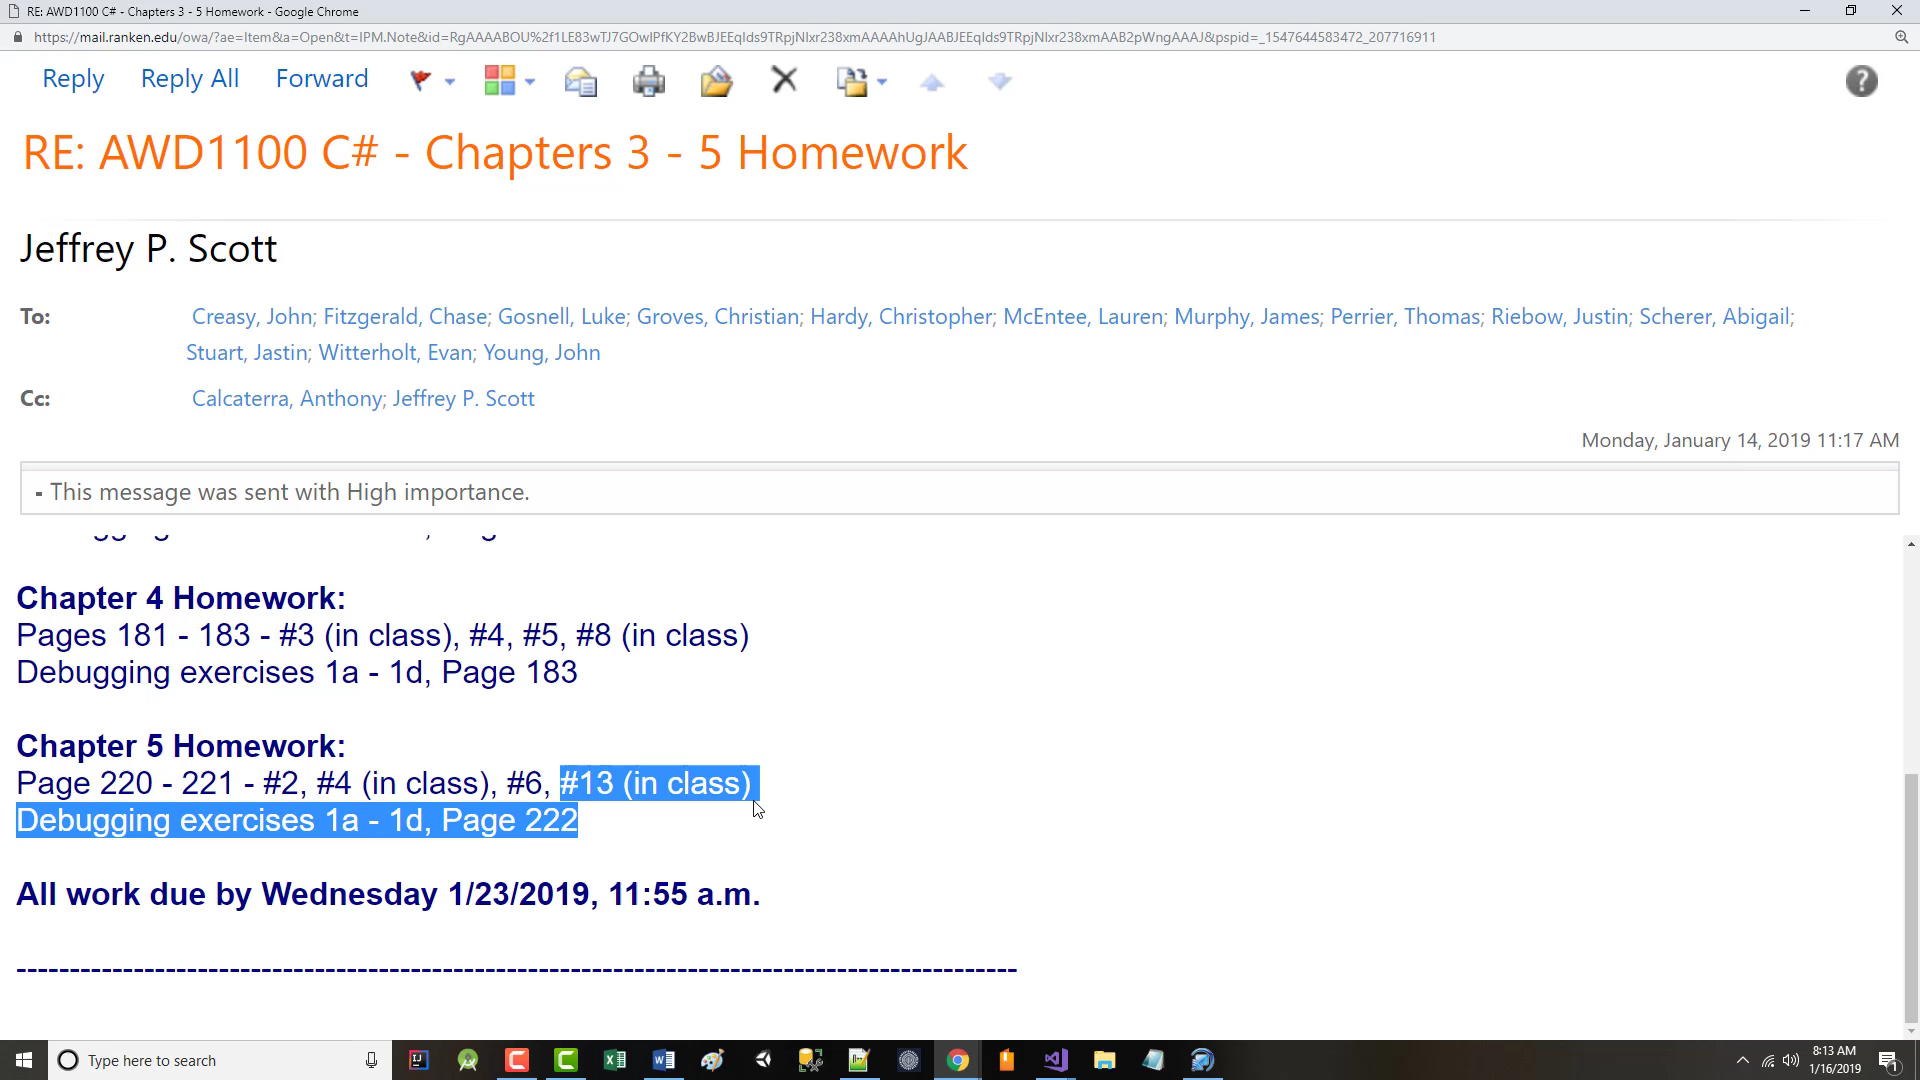 RE: AWD1100 C# - Chapters 3 - 5 Homework - Google Chrome
https://mail.ranken.edu/owa/?ae=Item&a=Open&t=IPM.Note&id=RgAAAABOU%2f1LE83wTJ7GOwIPfKY2BwBJEEqIds9TRpjNIxr238xmAAAAhUgJAABJEEqIds9TRpjNIxr238xmAAB2pWngAAAJ&pspid=_1547644583472_207716911
Reply Reply All Forward
RE: AWD1100 C# - Chapters 3 - 5 Homework
Jeffrey P. Scott
To: Creasy, John; Fitzgerald, Chase; Gosnell, Luke; Groves, Christian; Hardy, Christopher; McEntee, Lauren; Murphy, James; Perrier, Thomas; Riebow, Justin; Scherer, Abigail;
Stuart, Jastin; Witterholt, Evan; Young, John
Cc: Calcaterra, Anthony; Jeffrey P. Scott
Monday, January 14, 2019 11:17 AM
- This message was sent with High importance.
Chapter 4 Homework:
Pages 181 - 183 - #3 (in class), #4, #5, #8 (in class)
Debugging exercises 1a - 1d, Page 183
Chapter 5 Homework:
Page 220 - 221 - #2, #4 (in class), #6, #13 (in class)
Debugging exercises 1a - 1d, Page 222
All work due by Wednesday 1/23/2019, 11:55 a.m.
----------------------------------------------------------------------------------------------
Type here to search
8:13 AM
1/16/2019